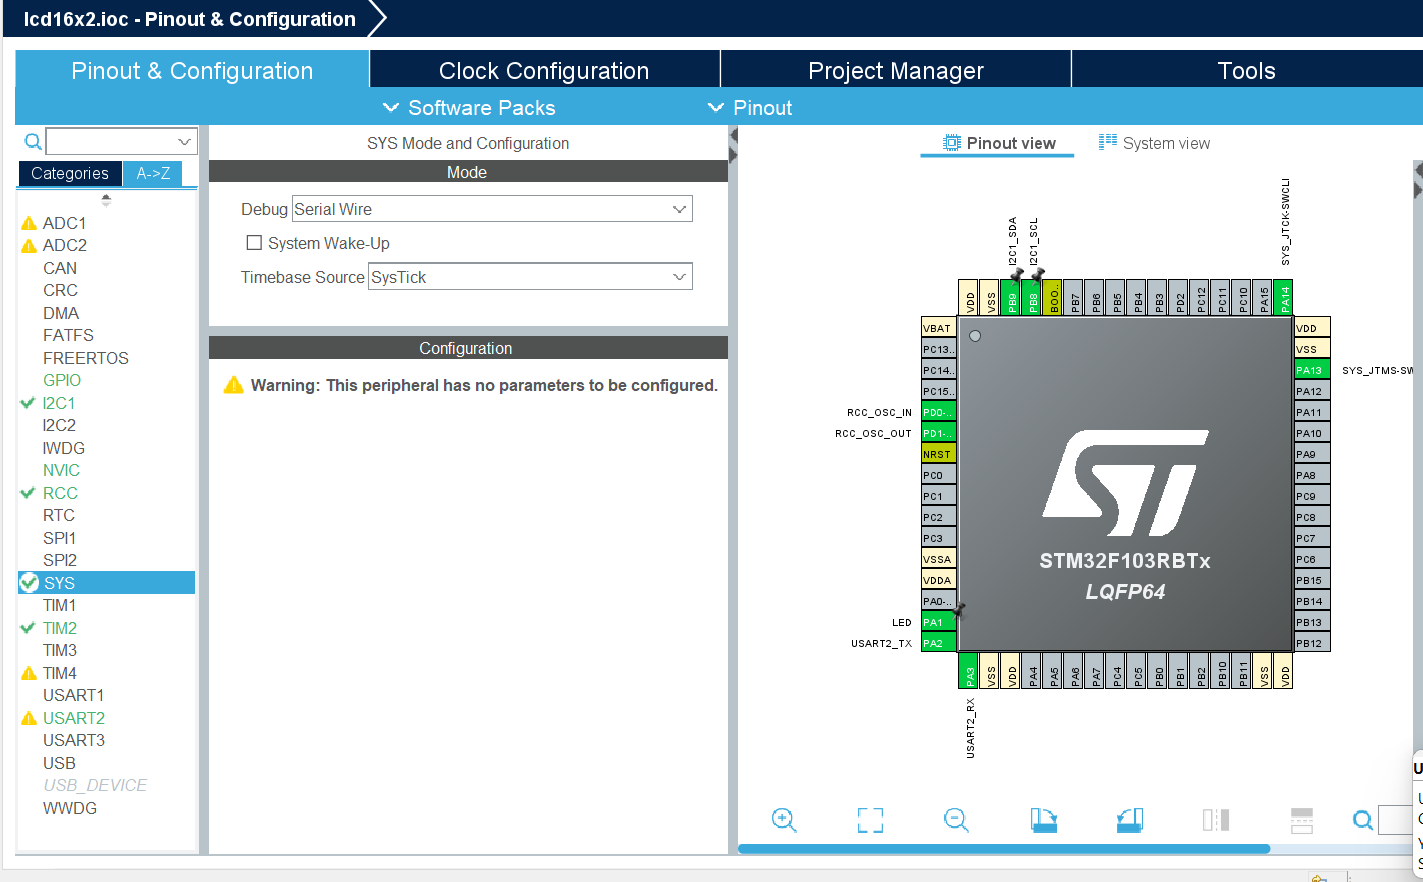 lcd16x2.ioc - Pinout & Configuration
Pinout & Configuration
Clock Configuration
Project Manager
Tools
Software Packs
Pinout
Categories
A->Z
ADC1
ADC2
CAN
CRC
DMA
FATFS
FREERTOS
GPIO
I2C1
I2C2
IWDG
NVIC
RCC
RTC
SPI1
SPI2
SYS
TIM1
TIM2
TIM3
TIM4
USART1
USART2
USART3
USB
USB_DEVICE
WWDG
SYS Mode and Configuration
Mode
Debug Serial Wire
System Wake-Up
Timebase Source SysTick
Configuration
Warning: This peripheral has no parameters to be configured.
Pinout view
System view
I2C1_SDA
I2C1_SCL
SYS_JTCK-SWCLI
VDD
VSS
PB9
PB8
BOO..
PB7
PB6
PB5
PB4
PB3
PD2
PC12
PC11
PC10
PA15
PA14
VBAT
PC13..
PC14..
PC15..
RCC_OSC_IN PD0-..
RCC_OSC_OUT PD1-..
NRST
PC0
PC1
PC2
PC3
VSSA
VDDA
PA0-..
LED PA1
USART2_TX PA2
STM32F103RBTx
LQFP64
VDD
VSS
PA13 SYS_JTMS-SW
PA12
PA11
PA10
PA9
PA8
PC9
PC8
PC7
PC6
PB15
PB14
PB13
PB12
PA3
VSS
VDD
PA4
PA5
PA6
PA7
PC4
PC5
PB0
PB1
PB2
PB10
PB11
VSS
VDD
USART2_RX